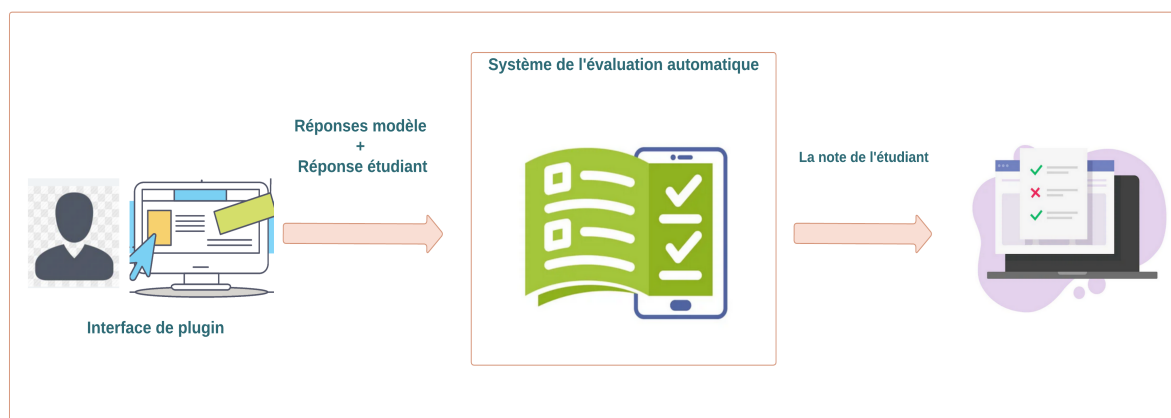 Système de l'évaluation automatique
Réponses modèle
+
Réponse étudiant
La note de l'étudiant
Interface de plugin